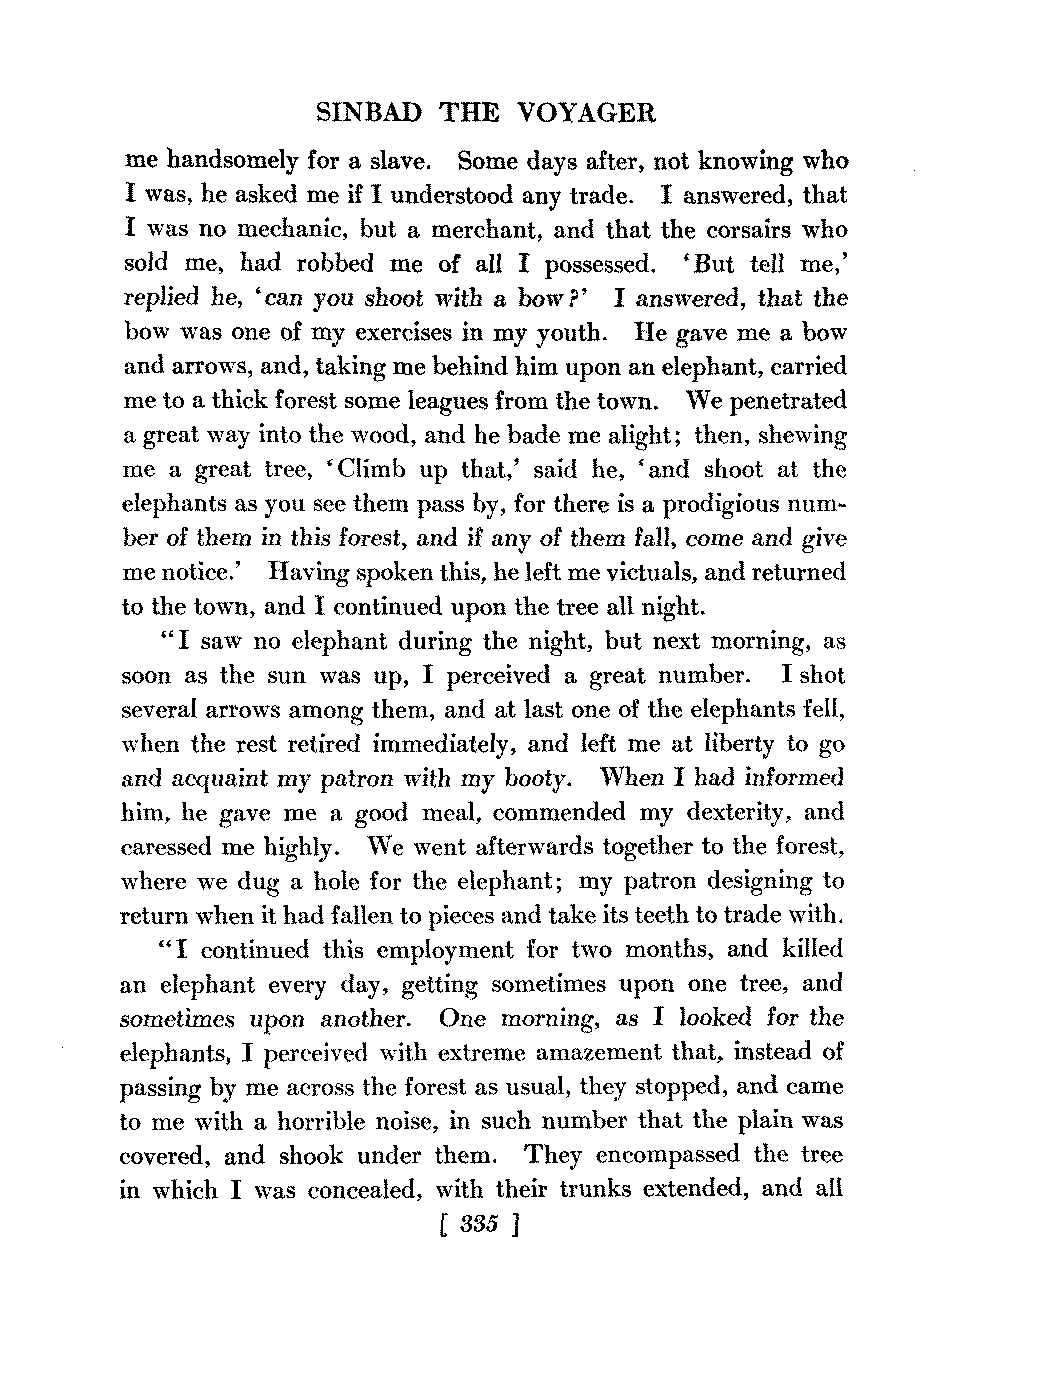 SINBAD THE VOYAGER
me handsomely for a slave. Some days after, not knowing who
I was, he asked me if I understood any trade. I answered, that
I was no mechanic, but a merchant, and that the corsairs who
sold me, had robbed me of all I possessed. ‘But tell me,’
replied he, ‘can you shoot with a bow?’ I answered, that the
bow was one of my exercises in my youth. He gave me a bow
and arrows, and, taking me behind him upon an elephant, carried
me to a thick forest some leagues from the town. We penetrated
a great way into the wood, and he bade me alight; then, shewing
me a great tree, ‘Climb up that,’ said he, ‘and shoot at the
elephants as you see them pass by, for there is a prodigious num-
ber of them in this forest, and if any of them fall, come and give
me notice.’ Having spoken this, he left me victuals, and returned
to the town, and I continued upon the tree all night.
“I saw no elephant during the night, but next morning, as
soon as the sun was up, I perceived a great number. I shot
several arrows among them, and at last one of the elephants fell,
when the rest retired immediately, and left me at liberty to go
and acquaint my patron with my booty. When I had informed
him, he gave me a good meal, commended my dexterity, and
caressed me highly. We went afterwards together to the forest,
where we dug a hole for the elephant; my patron designing to
return when it had fallen to pieces and take its teeth to trade with.
“I continued this employment for two months, and killed
an elephant every day, getting sometimes upon one tree, and
sometimes upon another. One morning, as I looked for the
elephants, I perceived with extreme amazement that, instead of
passing by me across the forest as usual, they stopped, and came
to me with a horrible noise, in such number that the plain was
covered, and shook under them. They encompassed the tree
in which I was concealed, with their trunks extended, and all
[ 335 ]